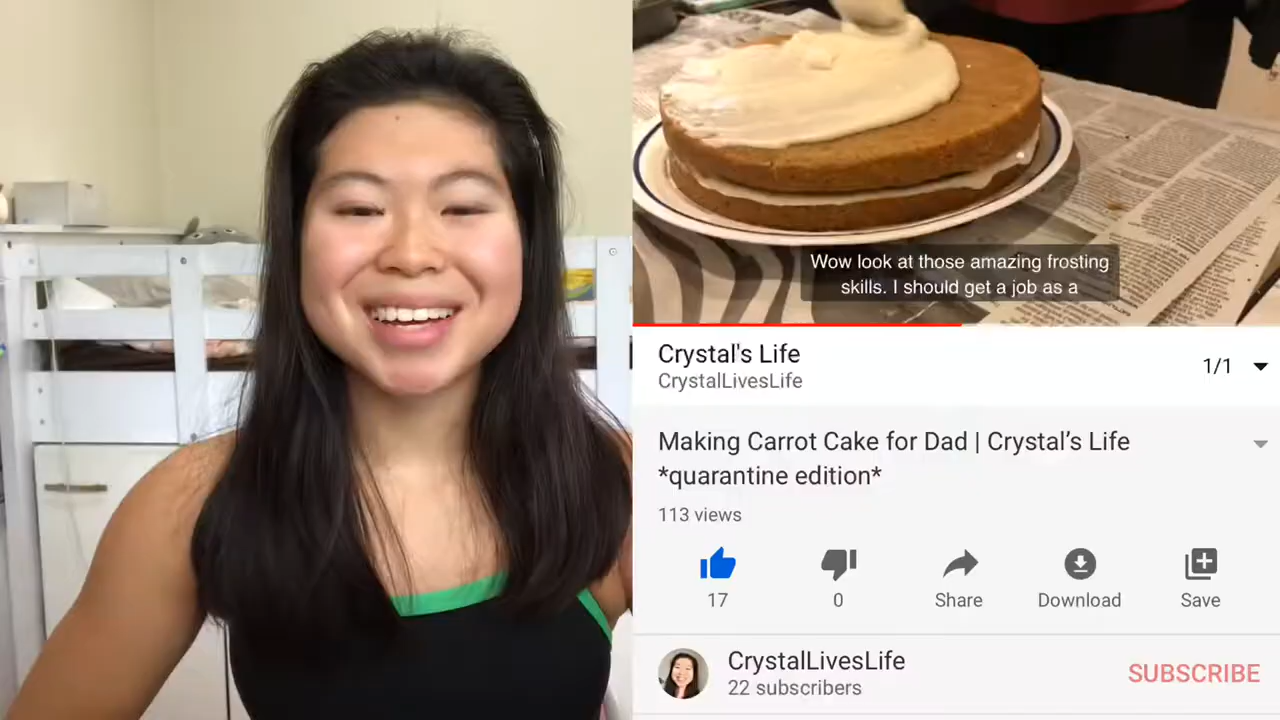 Wow look at those amazing frosting
skills. I should get a job as a
Crystal's Life
CrystalLivesLife
1/1
Making Carrot Cake for Dad | Crystal’s Life
*quarantine edition*
113 views
17
0
Share
Download
Save
CrystalLivesLife
22 subscribers
SUBSCRIBE